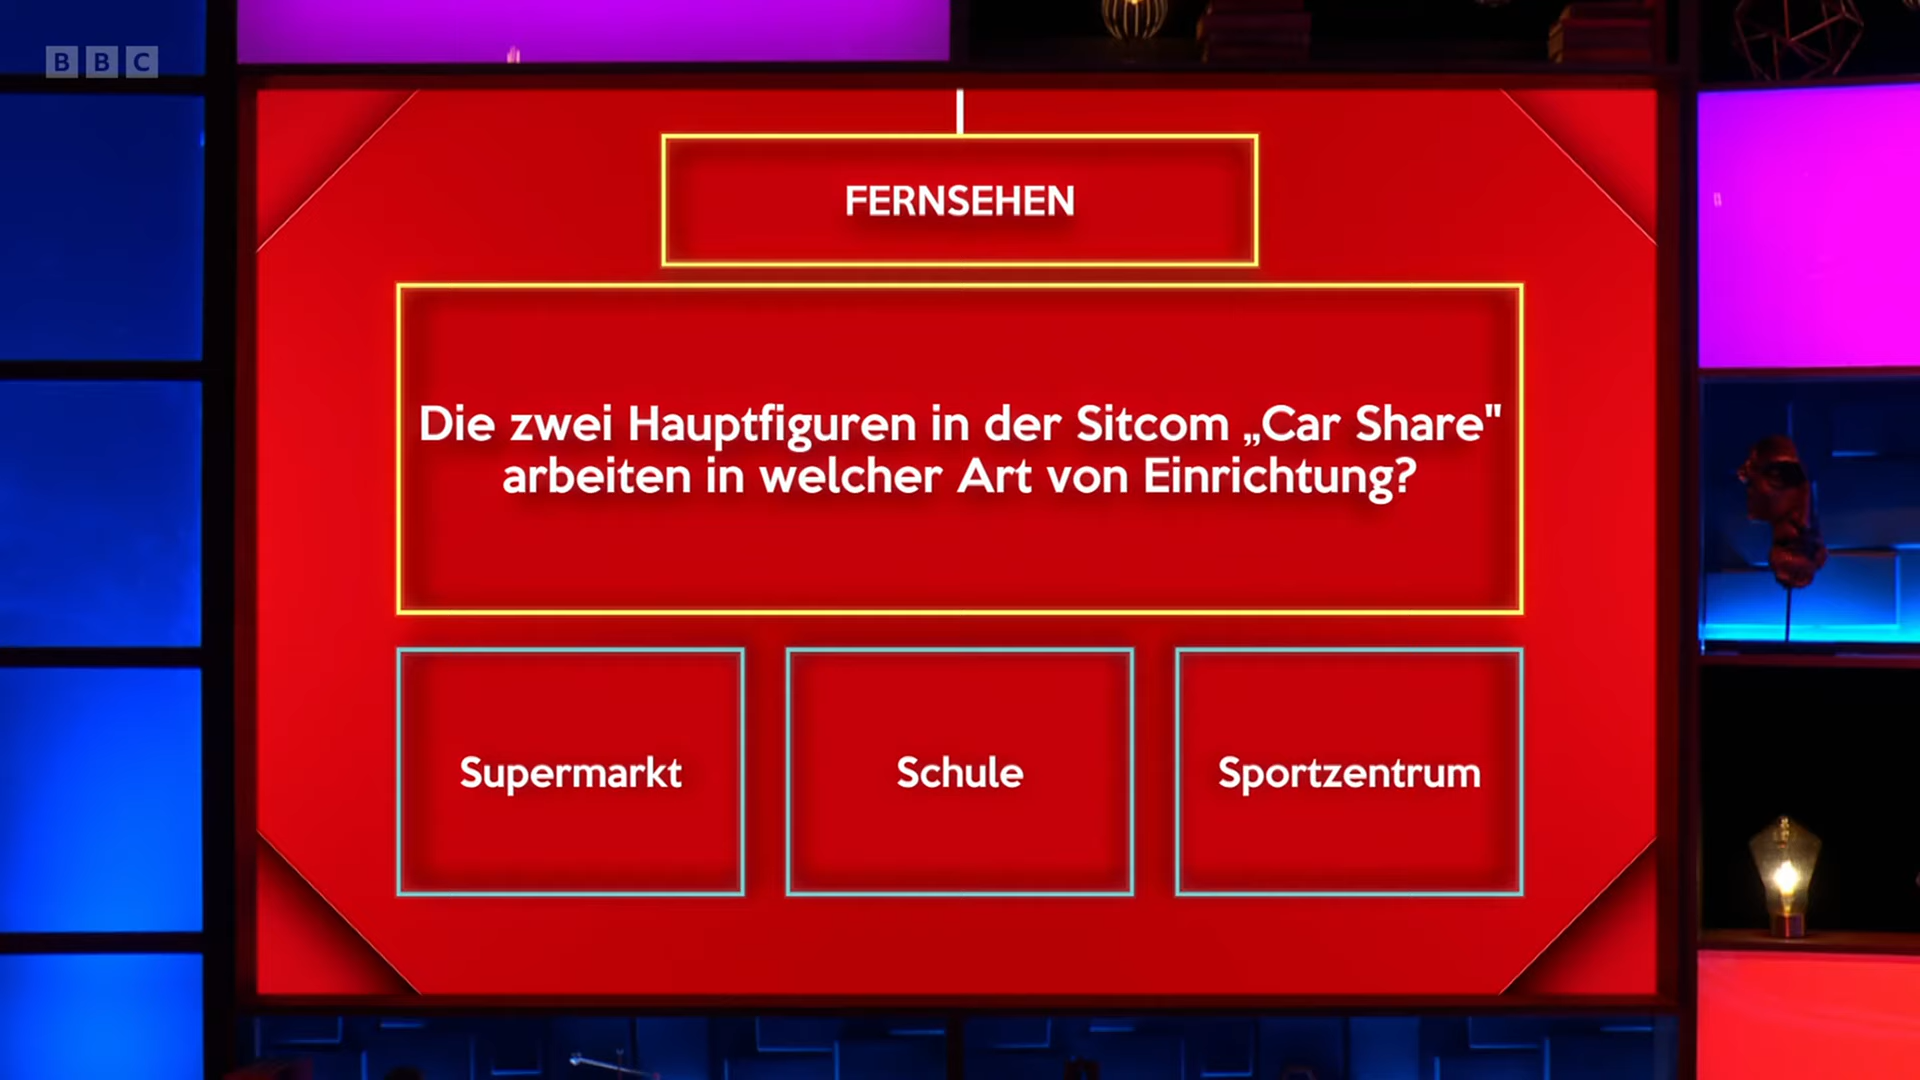 BBC
FERNSEHEN
Die zwei Hauptfiguren in der Sitcom „Car Share"
arbeiten in welcher Art von Einrichtung?
Supermarkt
Schule
Sportzentrum